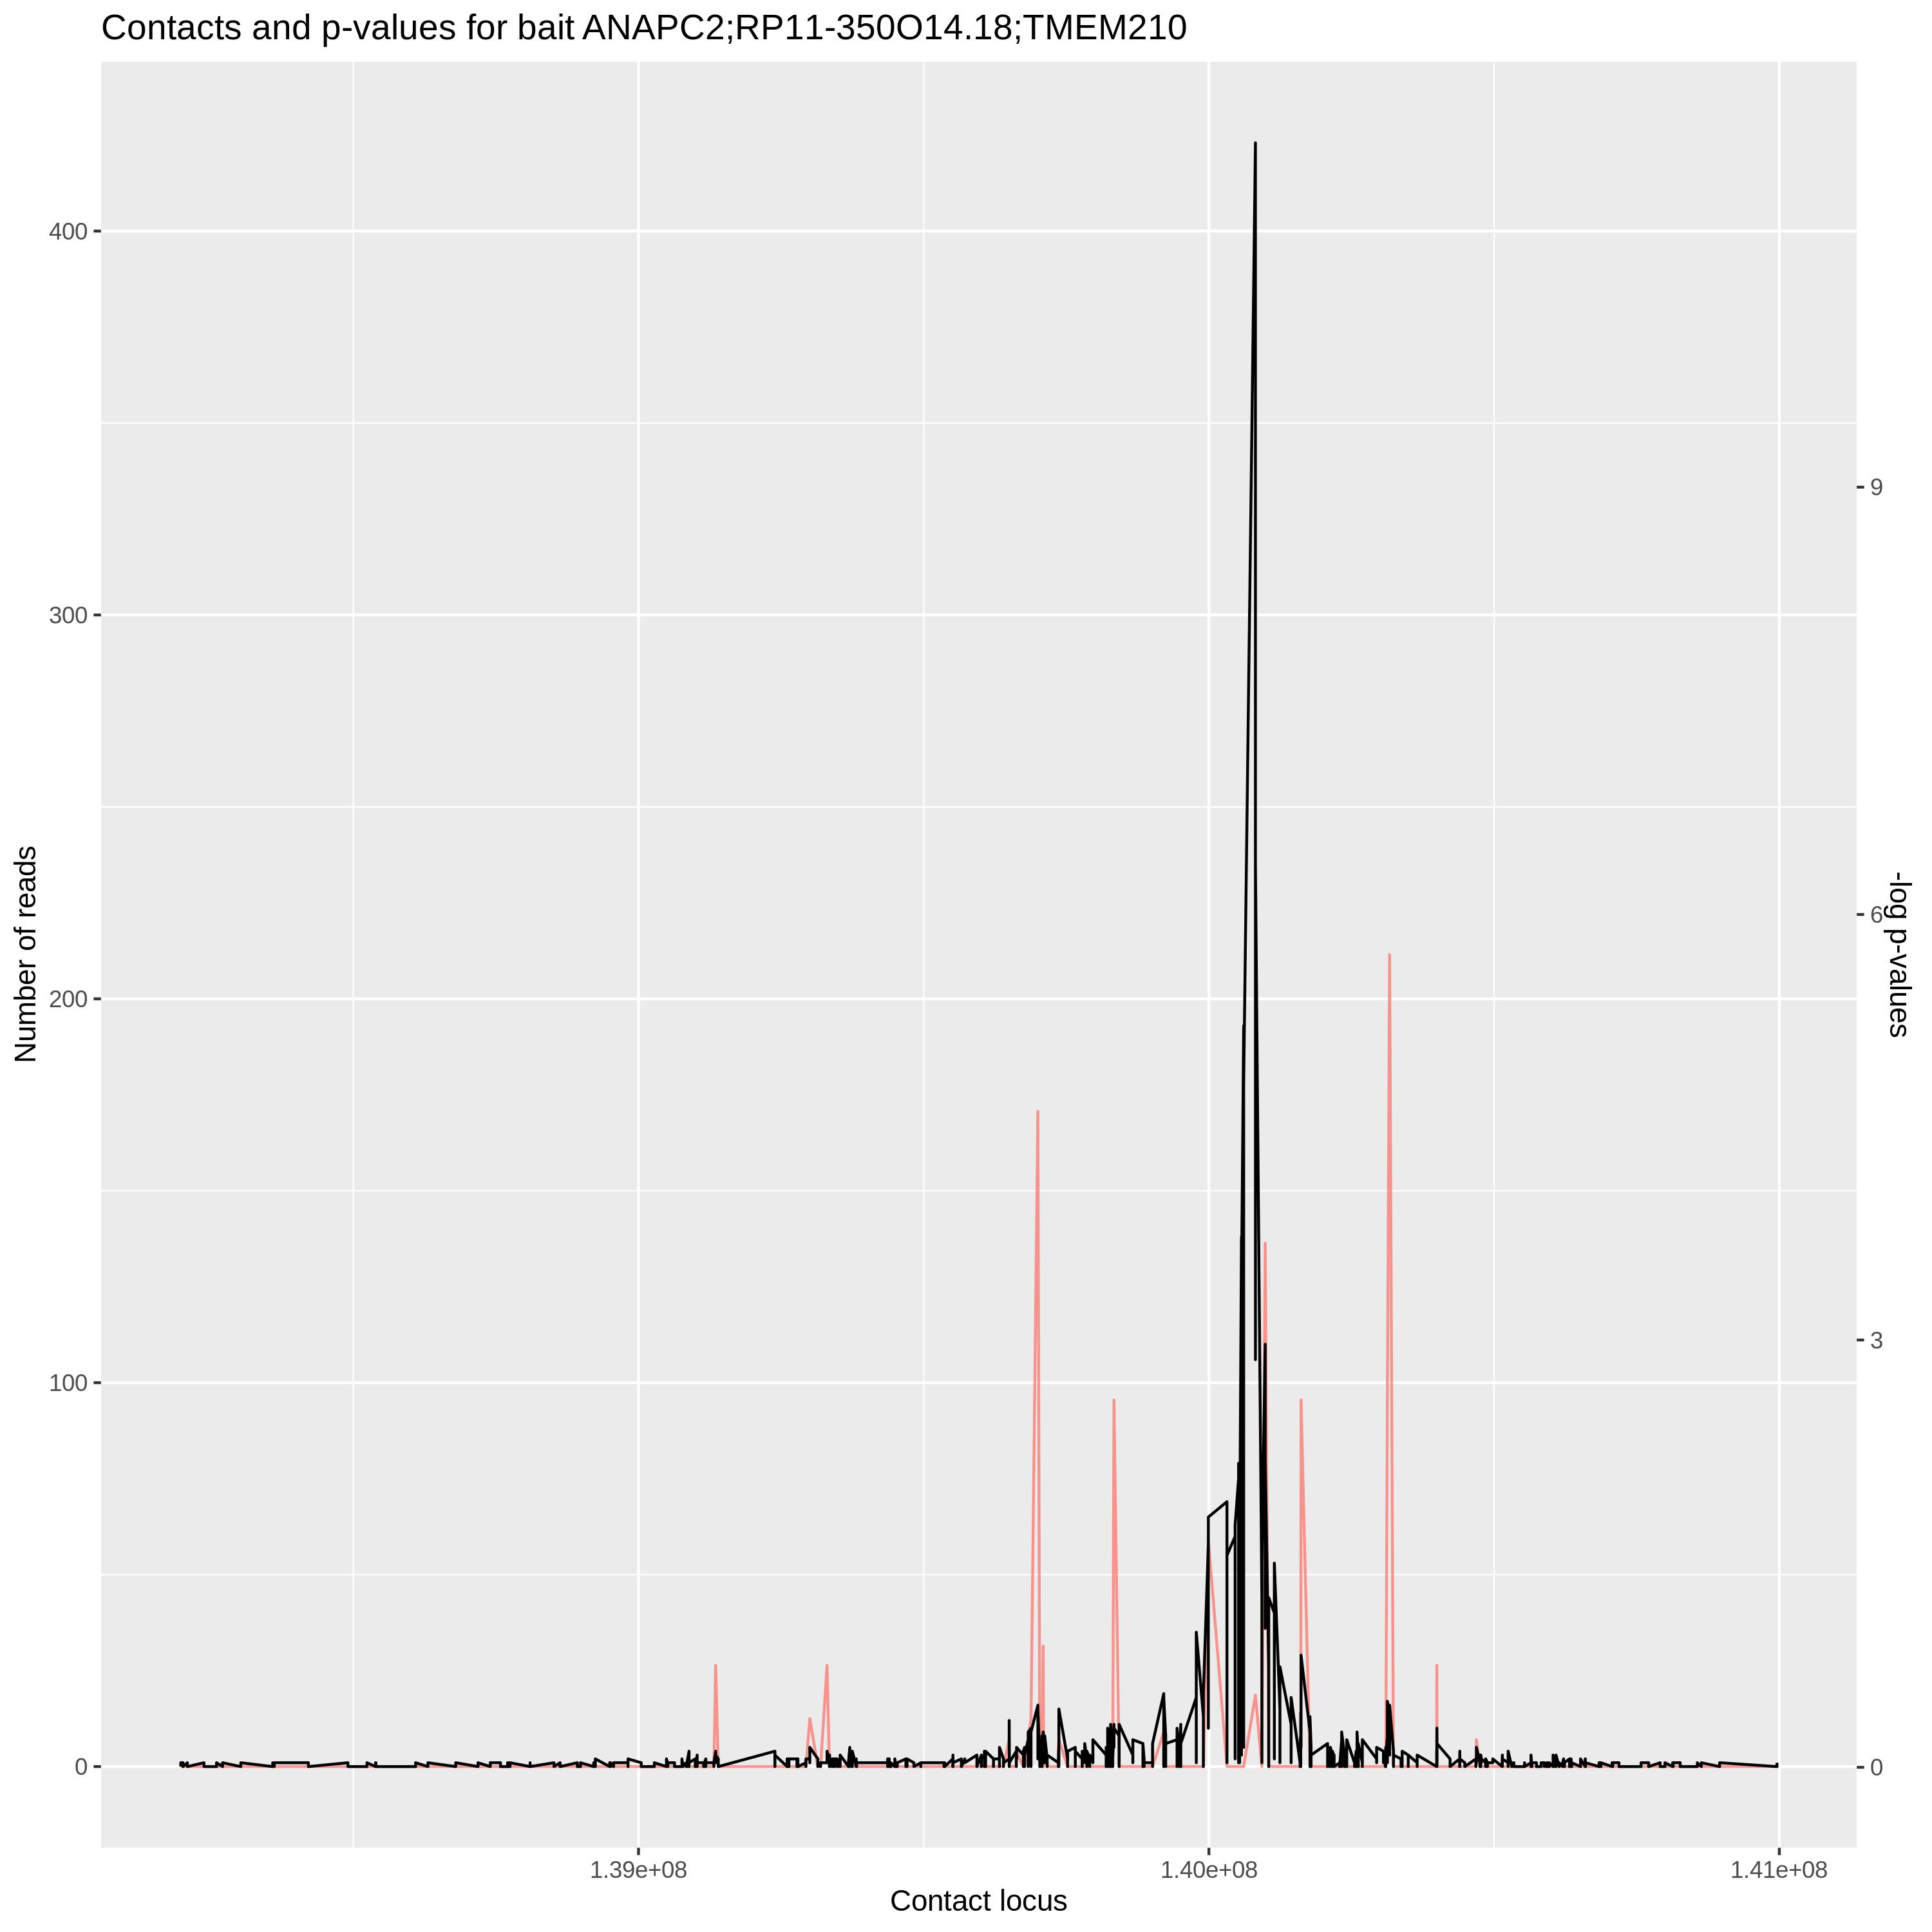 Contacts and p-values for bait ANAPC2;RP11-350O14.18;TMEM210
400
300
200
100
0
Number of reads
9
6
3
0
-log p-values
1.39e+08
1.40e+08
1.41e+08
Contact locus